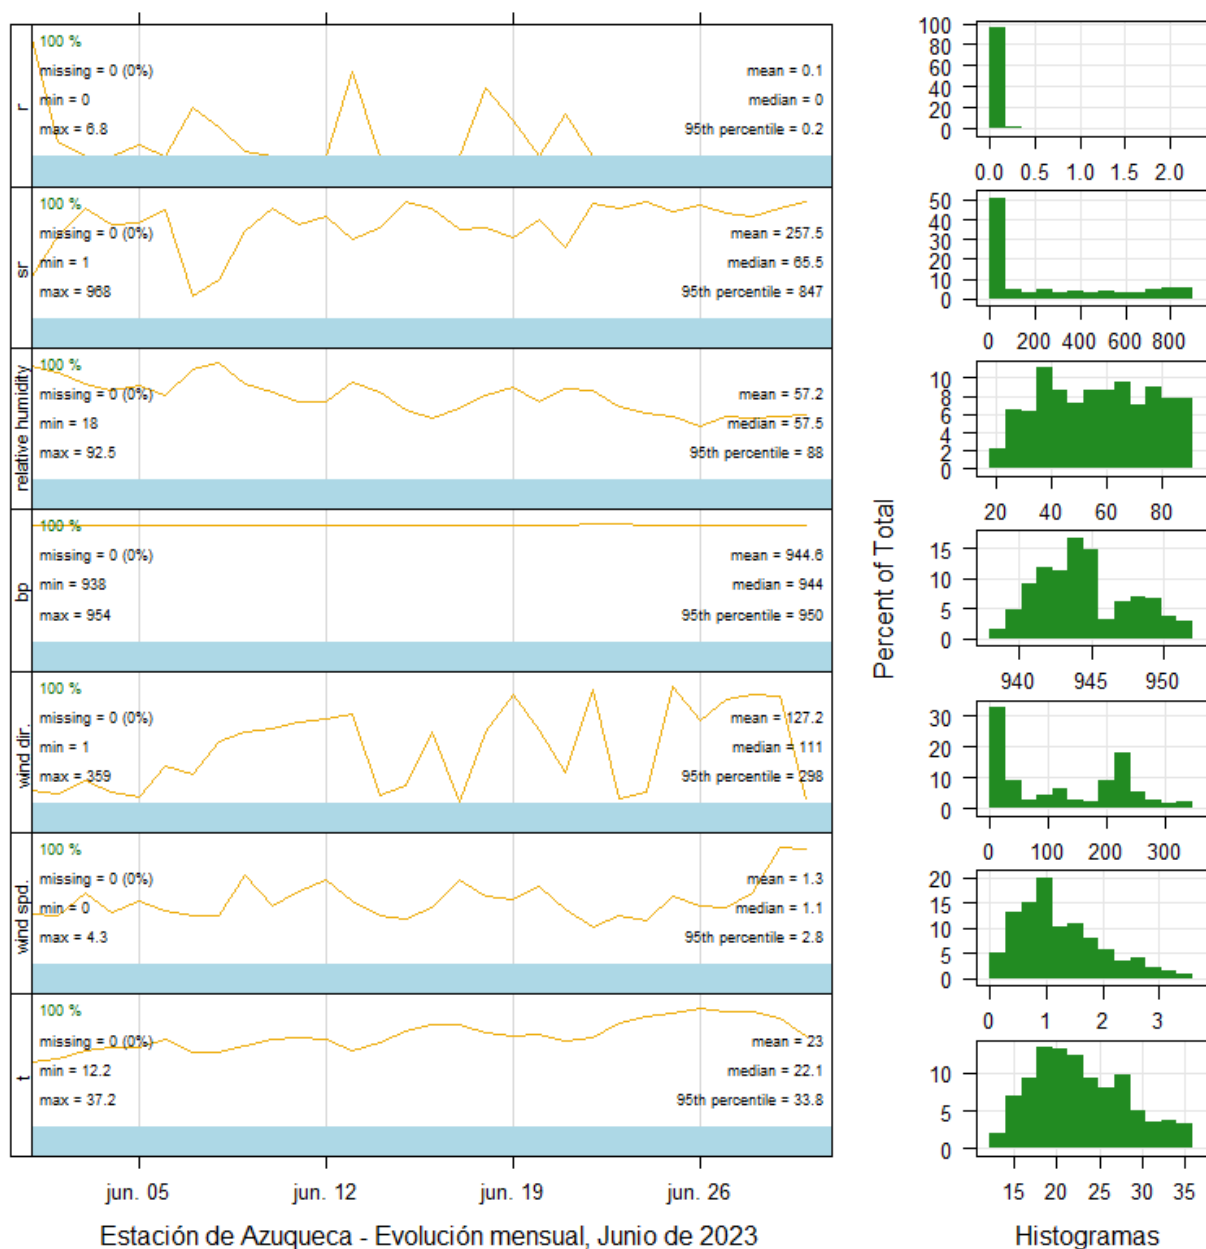 r
100 %
missing = 0 (0%)
min = 0
max = 6.8
mean = 0.1
median = 0
95th percentile = 0.2
sr
100 %
missing = 0 (0%)
min = 1
max = 968
mean = 257.5
median = 65.5
95th percentile = 847
relative humidity
100 %
missing = 0 (0%)
min = 18
max = 92.5
mean = 57.2
median = 57.5
95th percentile = 88
bp
100 %
missing = 0 (0%)
min = 938
max = 954
mean = 944.6
median = 944
95th percentile = 950
wind dir.
100 %
missing = 0 (0%)
min = 1
max = 359
mean = 127.2
median = 111
95th percentile = 298
wind spd.
100 %
missing = 0 (0%)
min = 0
max = 4.3
mean = 1.3
median = 1.1
95th percentile = 2.8
t
100 %
missing = 0 (0%)
min = 12.2
max = 37.2
mean = 23
median = 22.1
95th percentile = 33.8
jun. 05 jun. 12 jun. 19 jun. 26
Estación de Azuqueca - Evolución mensual, Junio de 2023
Percent of Total
100
80
60
40
20
0
0.0 0.5 1.0 1.5 2.0
50
40
30
20
10
0
0 200 400 600 800
10
8
6
4
2
0
20 40 60 80
15
10
5
0
940 945 950
30
20
10
0
0 100 200 300
20
15
10
5
0
0 1 2 3
10
5
0
15 20 25 30 35
Histogramas